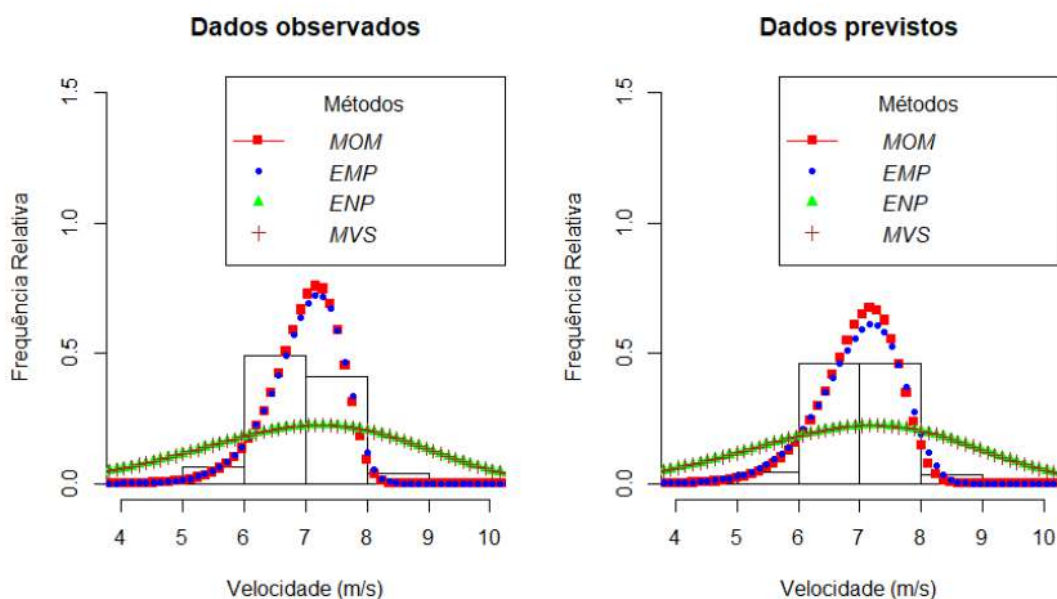 Dados observados
Frequência Relativa
1.5
1.0
0.5
0.0
Métodos
MOM
EMP
ENP
MVS
4 5 6 7 8 9 10
Velocidade (m/s)
Dados previstos
Frequência Relativa
1.5
1.0
0.5
0.0
Métodos
MOM
EMP
ENP
MVS
4 5 6 7 8 9 10
Velocidade (m/s)